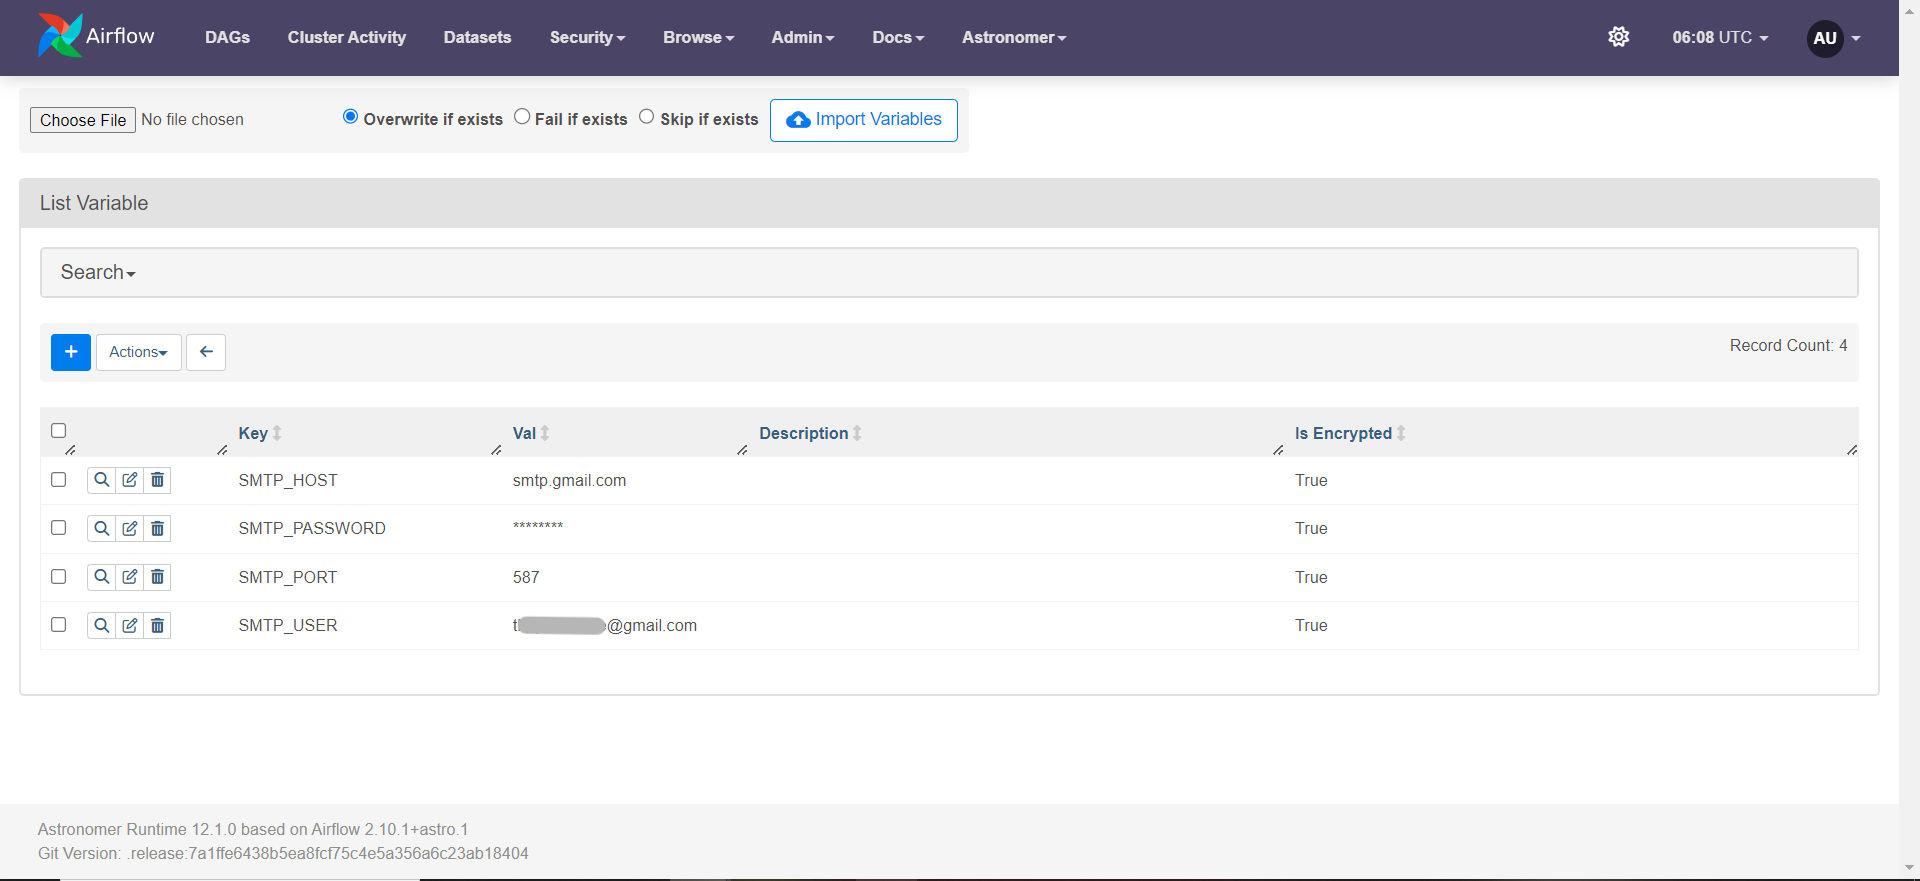 Airflow DAGs Cluster Activity Datasets Security Browse Admin Docs Astronomer 06:08 UTC AU
Choose File No file chosen Overwrite if exists Fail if exists Skip if exists Import Variables
List Variable
Search
+ Actions Record Count: 4
Key Val Description Is Encrypted
SMTP_HOST smtp.gmail.com True
SMTP_PASSWORD ******** True
SMTP_PORT 587 True
SMTP_USER @gmail.com True
Astronomer Runtime 12.1.0 based on Airflow 2.10.1+astro.1
Git Version: .release:7a1ffe6438b5ea8fcf75c4e5a356a6c23ab18404